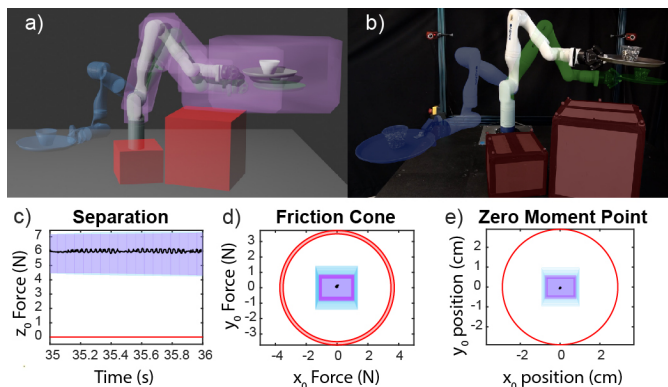 a)
b)
c) Separation
d) Friction Cone
e) Zero Moment Point
z0 Force (N)
7
6
5
4
3
2
1
0
35 35.2 35.4 35.6 35.8 36
Time (s)
y0 Force (N)
3
2
1
0
-1
-2
-3
-4 -2 0 2 4
x0 Force (N)
y0 position (cm)
2
1
0
-1
-2
-2 0 2
x0 position (cm)